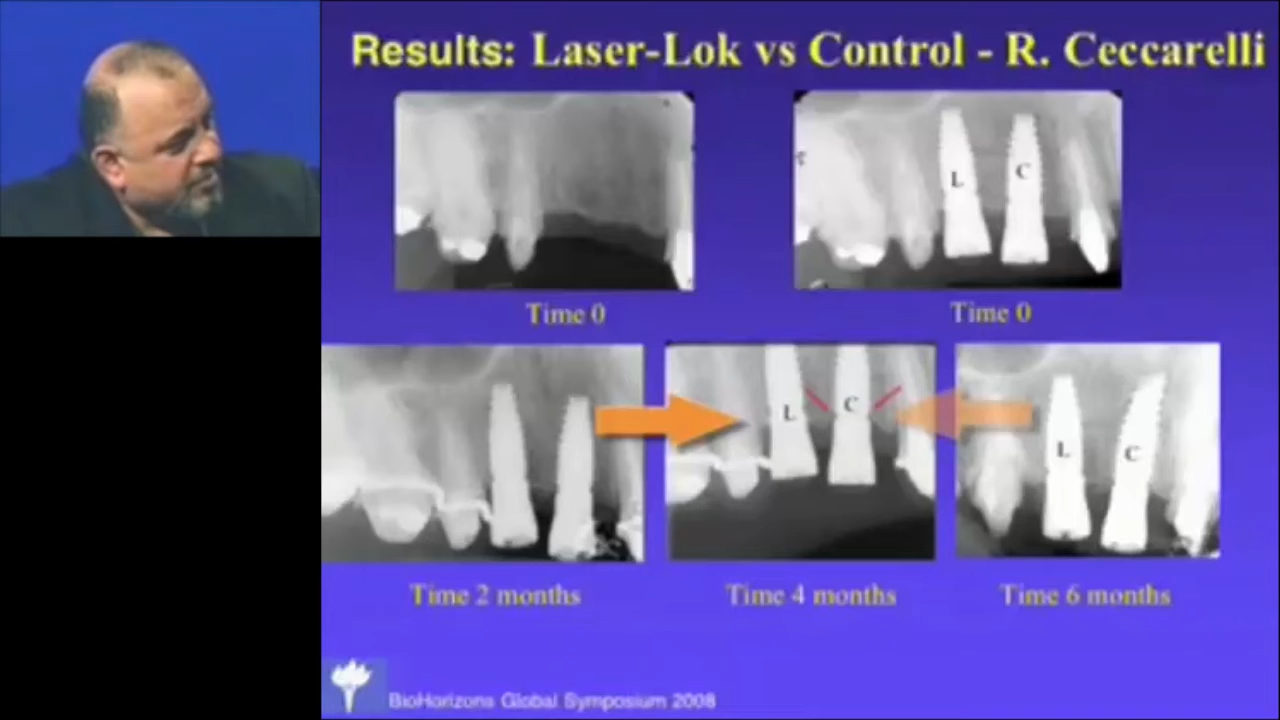 Results: Laser-Lok vs Control - R. Ceccarelli
L
C
Time 0
Time 0
L
C
L
C
Time 2 months
Time 4 months
Time 6 months
BioHorizons Global Symposium 2008